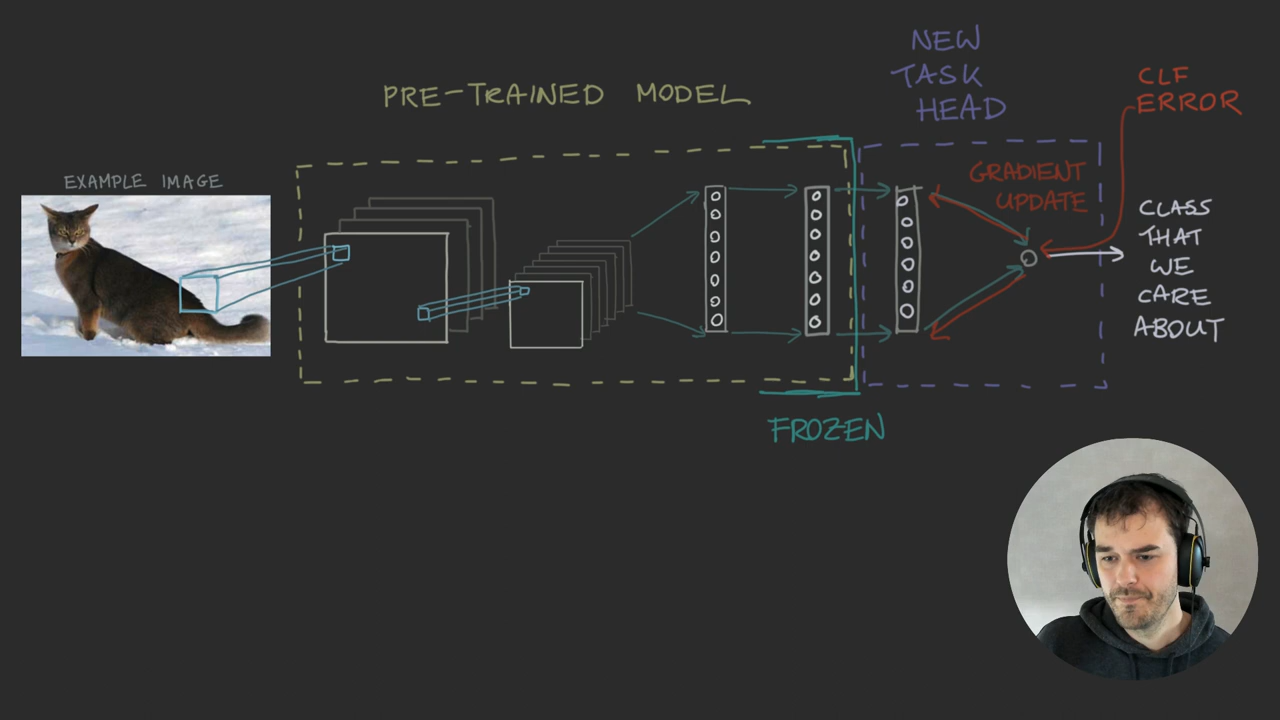 NEW
TASK
HEAD
CLF
ERROR
PRE-TRAINED MODEL
EXAMPLE IMAGE
GRADIENT
UPDATE
CLASS
THAT
WE
CARE
ABOUT
FROZEN